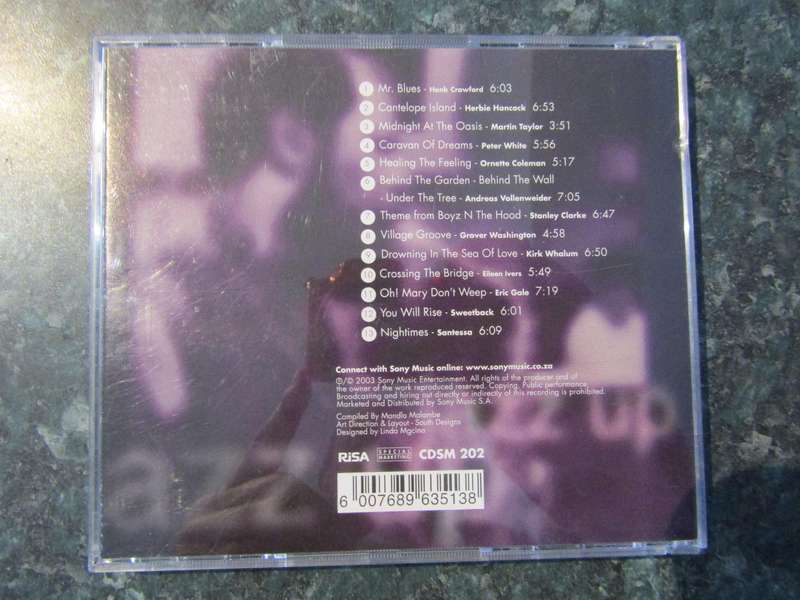 1 Mr. Blues - Hank Crawford 6:03
2 Cantelope Island - Herbie Hancock 6:53
3 Midnight At The Oasis - Martin Taylor 3:51
4 Caravan Of Dreams - Peter White 5:56
5 Healing The Feeling - Ornette Coleman 5:17
6 Behind The Garden - Behind The Wall
- Under The Tree - Andreas Vollenweider 7:05
7 Theme from Boyz N The Hood - Stanley Clarke 6:47
8 Village Groove - Grover Washington 4:58
9 Drowning In The Sea Of Love - Kirk Whalum 6:50
10 Crossing The Bridge - Eileen Ivers 5:49
11 Oh! Mary Don't Weep - Eric Gale 7:19
12 You Will Rise - Sweetback 6:01
13 Nightimes - Santessa 6:09
Connect with Sony Music online: www.sonymusic.co.za
℗/© 2003 Sony Music Entertainment. All rights of the producer and of
the owner of the work reproduced reserved. Copying, Public performance,
Broadcasting and hiring out directly or indirectly of this recording is prohibited.
Marketed and Distributed by Sony Music S.A.
Compiled By Mandla Malambe
Art Direction & Layout - South Designs
Designed by Linda Mgcina
zz up
RiSA SPECIAL MARKETING CDSM 202
6 007689 635138